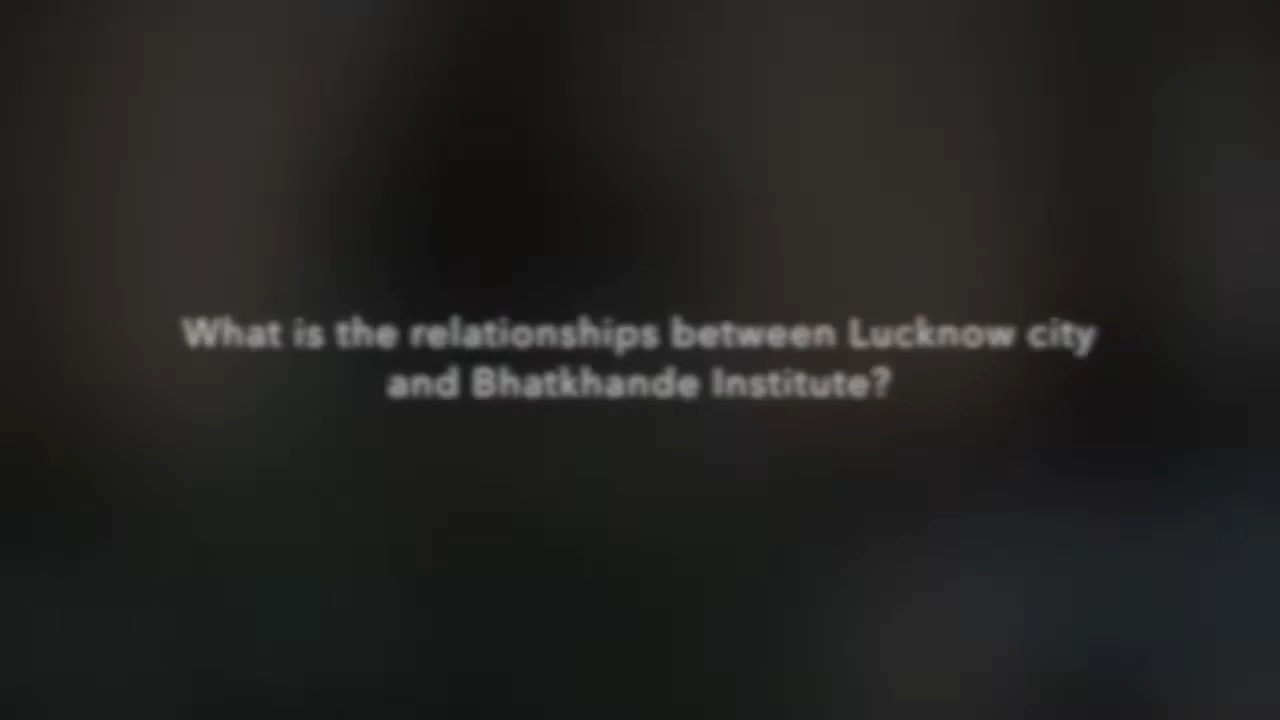 What is the relationships between Lucknow city
and Bhatkhande Institute?